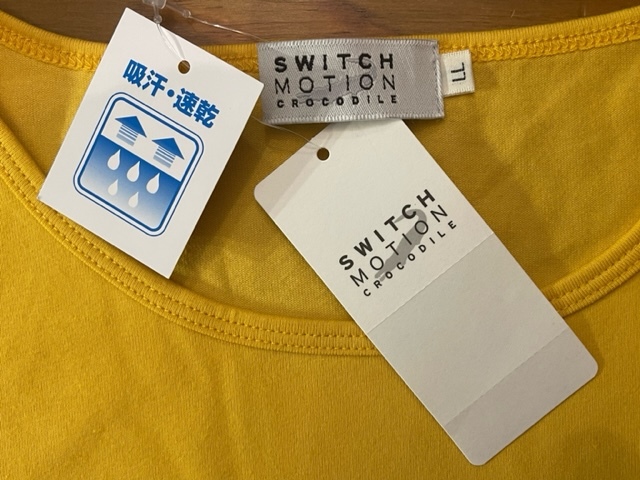 吸汗・速乾
SWITCH
MOTION
CROCODILE
LL
SWITCH
MOTION
CROCODILE